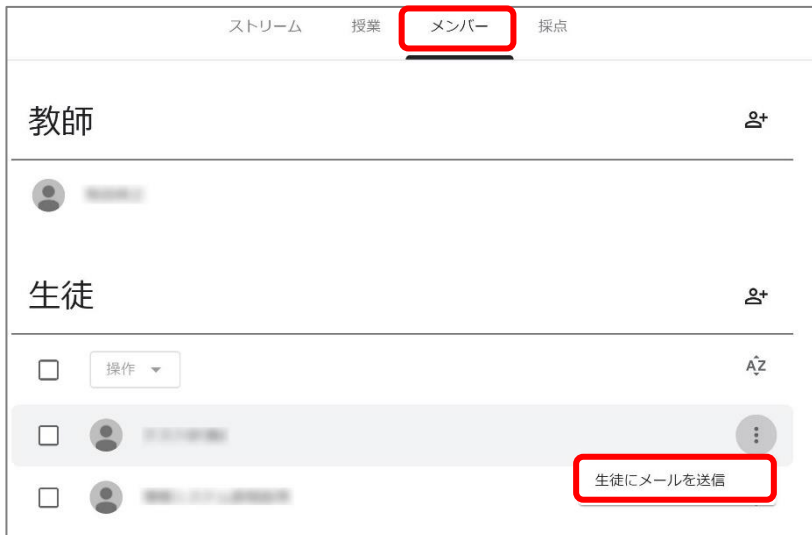 ストリーム 授業 メンバー 採点
教師
生徒
操作
AZ
生徒にメールを送信